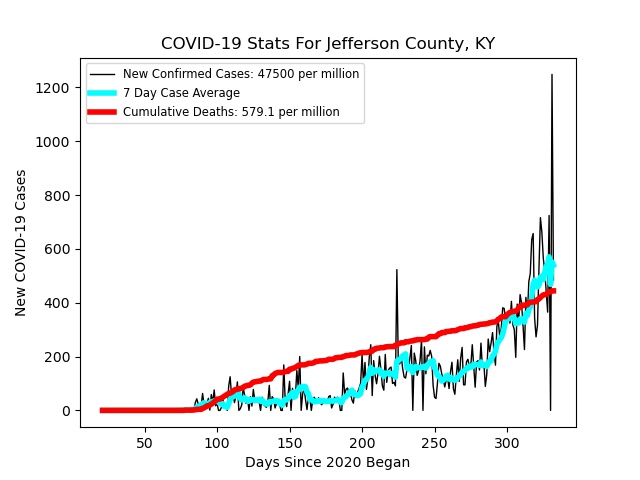 COVID-19 Stats For Jefferson County, KY
New Confirmed Cases: 47500 per million
7 Day Case Average
Cumulative Deaths: 579.1 per million
New COVID-19 Cases
1200
1000
800
600
400
200
0
50 100 150 200 250 300
Days Since 2020 Began